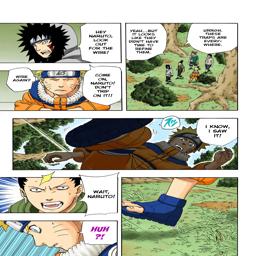 HEY
NARUTO,
LOOK
OUT FOR
THE WIRE!
YEAH...BUT
IT LOOKS
LIKE THEY
DIDN'T HAVE
TIME TO
REFINE
THEM.
HMMM,
THESE
TRAPS ARE
EVERY-
WHERE.
WIRE
AGAIN?
COME
ON,
NARUTO!
DON'T
TRIP
ON IT!
I KNOW,
I SAW
IT!
WAIT,
NARUTO!
HUH
?!